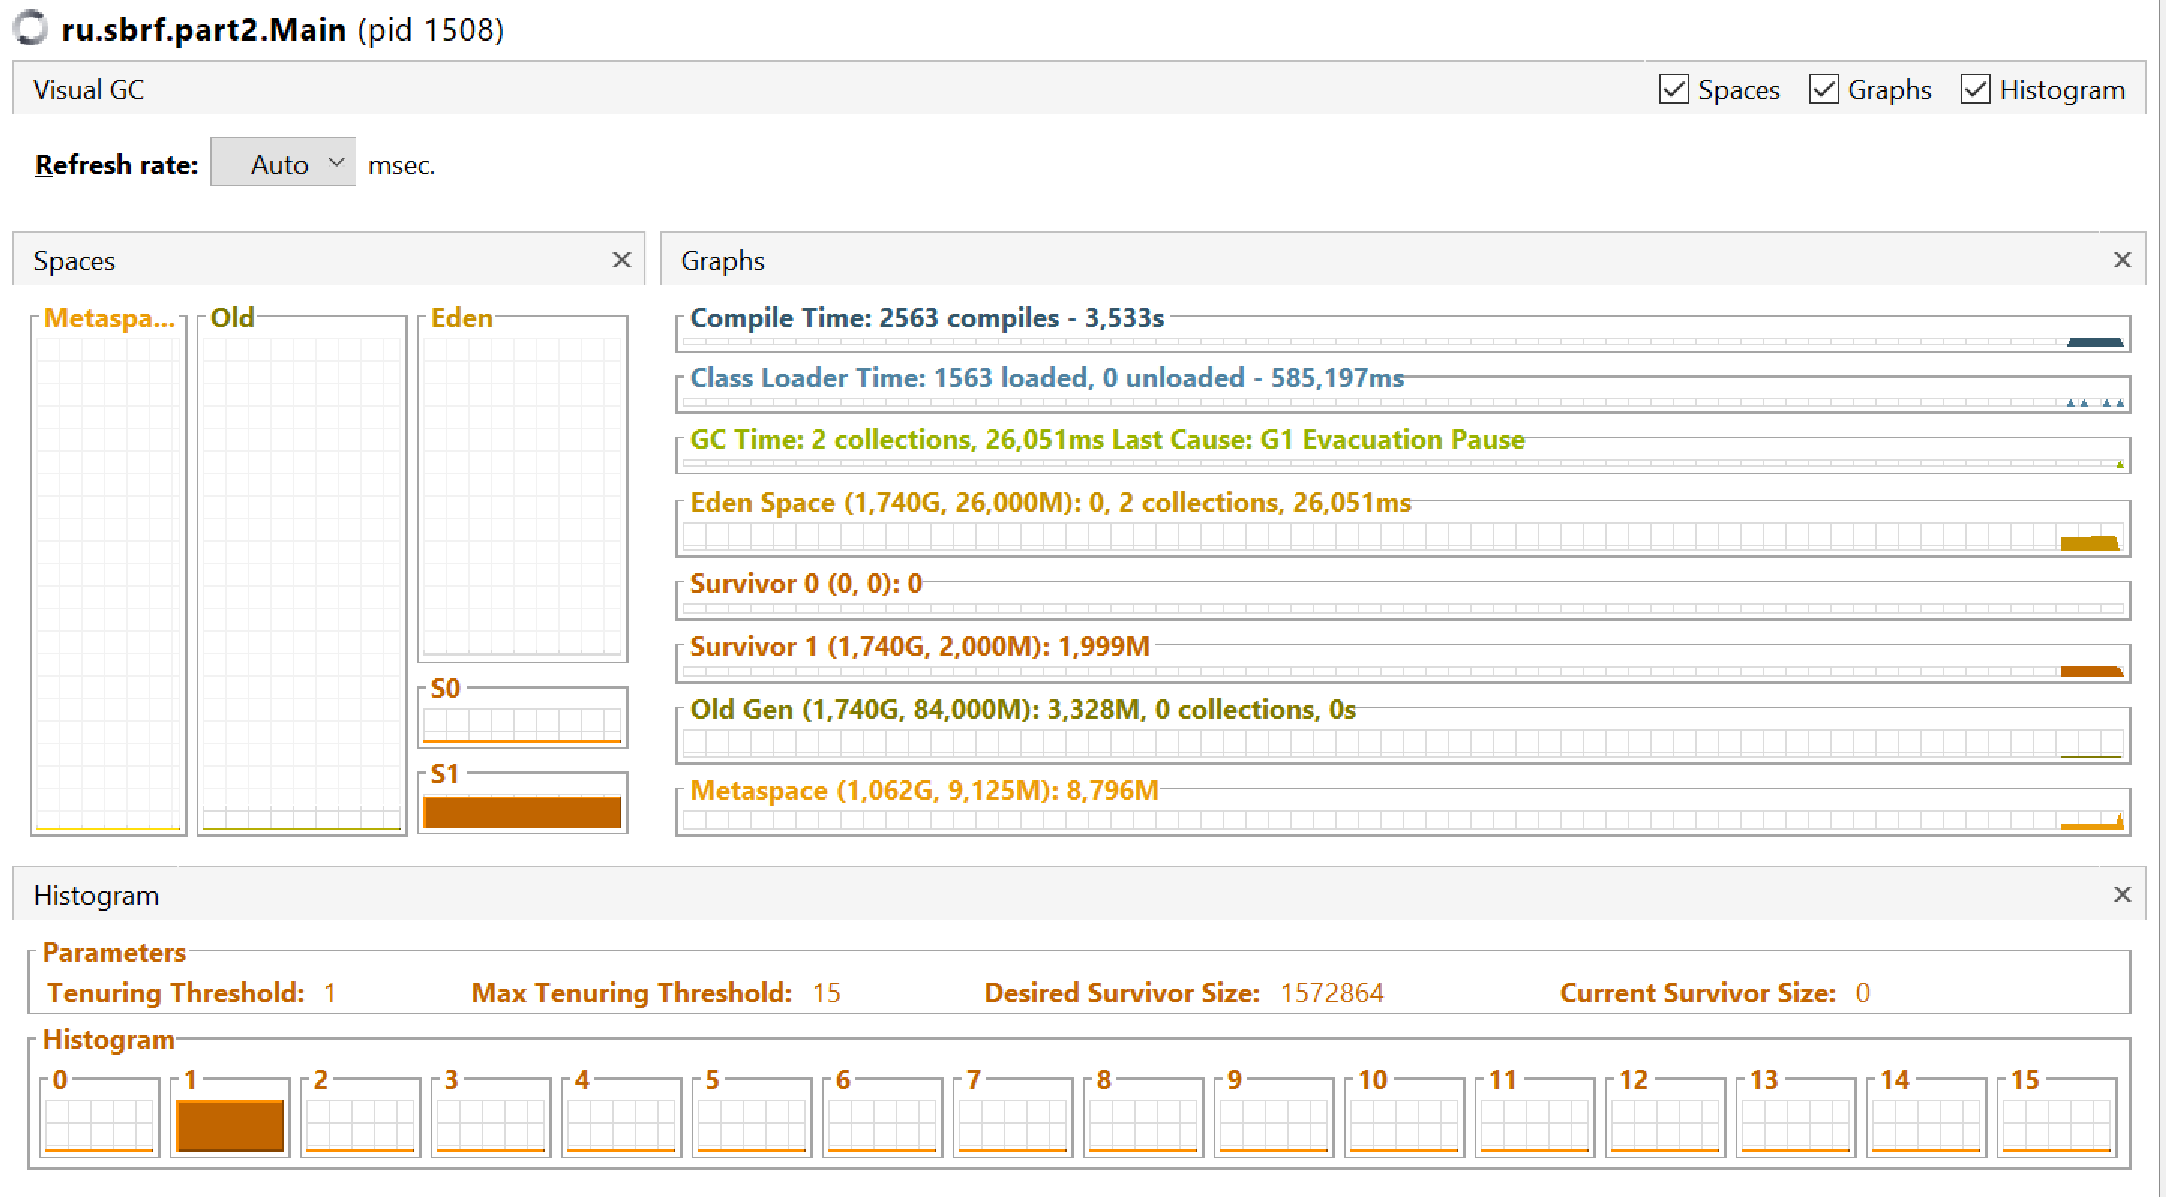 ru.sbrf.part2.Main (pid 1508)
Visual GC
Spaces Graphs Histogram
Refresh rate: Auto msec.
Spaces
Graphs
Metaspa...
Old
Eden
S0
S1
Compile Time: 2563 compiles - 3,533s
Class Loader Time: 1563 loaded, 0 unloaded - 585,197ms
GC Time: 2 collections, 26,051ms Last Cause: G1 Evacuation Pause
Eden Space (1,740G, 26,000M): 0, 2 collections, 26,051ms
Survivor 0 (0, 0): 0
Survivor 1 (1,740G, 2,000M): 1,999M
Old Gen (1,740G, 84,000M): 3,328M, 0 collections, 0s
Metaspace (1,062G, 9,125M): 8,796M
Histogram
Parameters
Tenuring Threshold: 1 Max Tenuring Threshold: 15 Desired Survivor Size: 1572864 Current Survivor Size: 0
Histogram
0 1 2 3 4 5 6 7 8 9 10 11 12 13 14 15